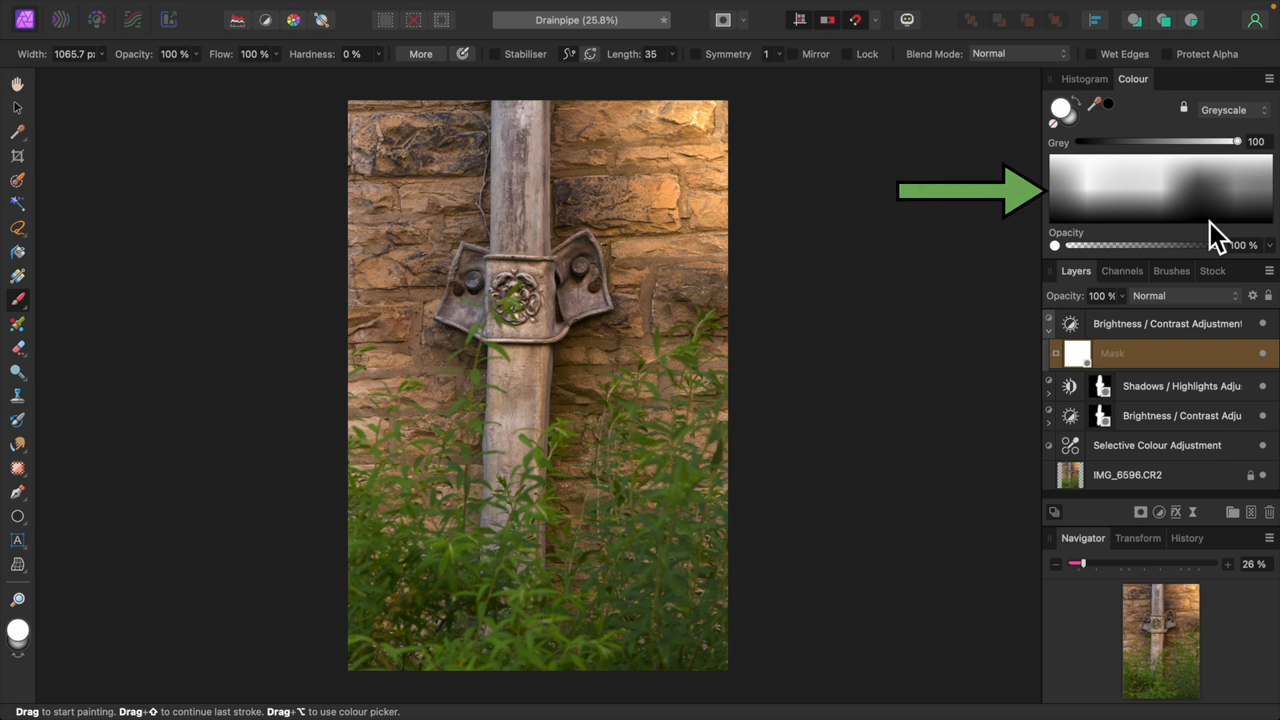 Drainpipe (25.8%)
Width: 1065.7 p: Opacity: 100 % Flow: 100 % Hardness: 0 % More Stabiliser Length: 35 Symmetry 1 Mirror Lock Blend Mode: Normal Wet Edges Protect Alpha
Histogram Colour
Greyscale
Grey 100
Opacity
100 %
Layers Channels Brushes Stock
Opacity: 100 % Normal
Brightness / Contrast Adjustment
Mask
Shadows / Highlights Adju
Brightness / Contrast Adju
Selective Colour Adjustment
IMG_6596.CR2
fx
Navigator Transform History
26 %
A
Drag to start painting. Drag+⇧ to continue last stroke. Drag+⌥ to use colour picker.